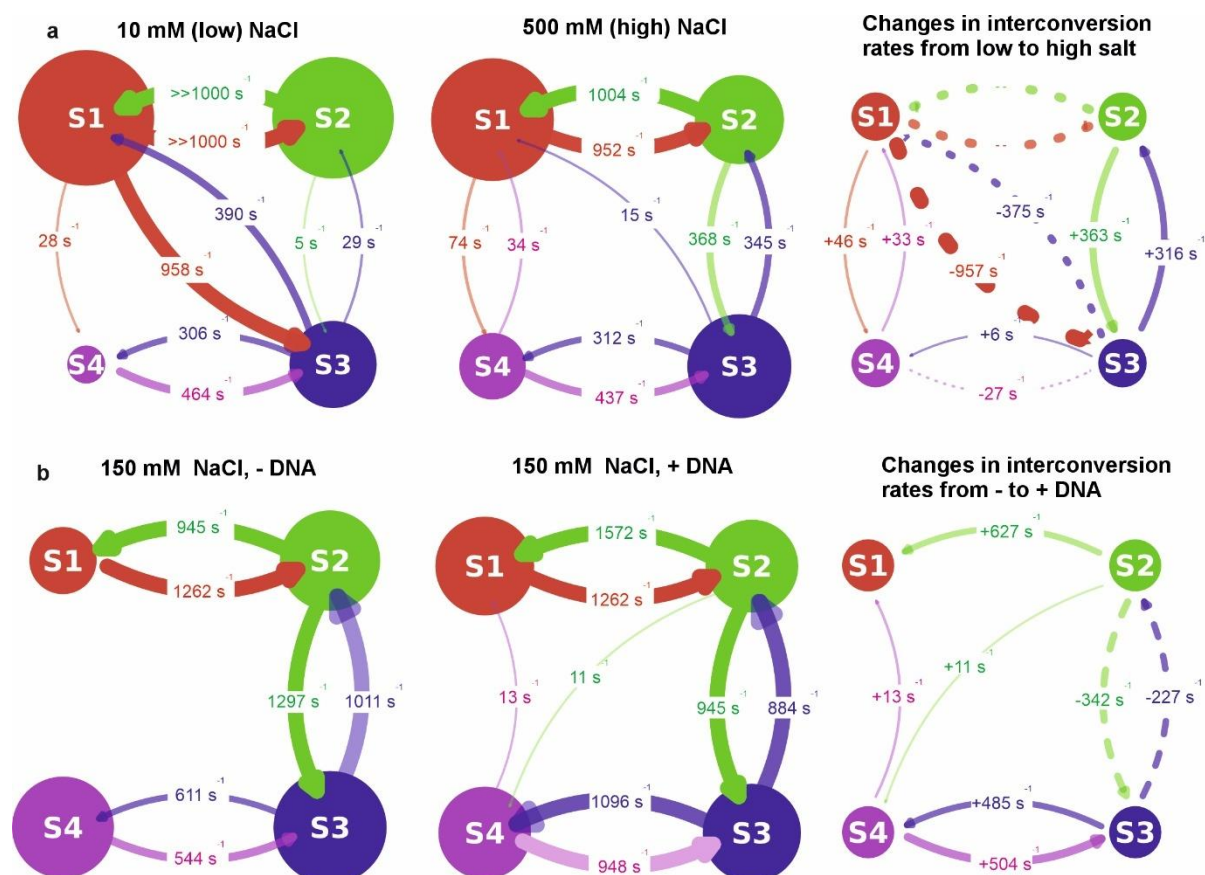 a
10 mM (low) NaCl
500 mM (high) NaCl
Changes in interconversion
rates from low to high salt
S1
>>1000 s⁻¹
>>1000 s⁻¹
S2
28 s⁻¹
958 s⁻¹
390 s⁻¹
5 s⁻¹
29 s⁻¹
S4
306 s⁻¹
464 s⁻¹
S3
S1
1004 s⁻¹
952 s⁻¹
S2
74 s⁻¹
34 s⁻¹
15 s⁻¹
368 s⁻¹
345 s⁻¹
S4
312 s⁻¹
437 s⁻¹
S3
S1
S2
+46 s⁻¹
+33 s⁻¹
-957 s⁻¹
-375 s⁻¹
+363 s⁻¹
+316 s⁻¹
S4
+6 s⁻¹
-27 s⁻¹
S3
b
150 mM NaCl, - DNA
150 mM NaCl, + DNA
Changes in interconversion
rates from - to + DNA
S1
945 s⁻¹
1262 s⁻¹
S2
1297 s⁻¹
1011 s⁻¹
S4
611 s⁻¹
544 s⁻¹
S3
S1
1572 s⁻¹
1262 s⁻¹
S2
13 s⁻¹
11 s⁻¹
945 s⁻¹
884 s⁻¹
S4
1096 s⁻¹
948 s⁻¹
S3
S1
+627 s⁻¹
S2
+13 s⁻¹
+11 s⁻¹
-342 s⁻¹
-227 s⁻¹
S4
+485 s⁻¹
+504 s⁻¹
S3